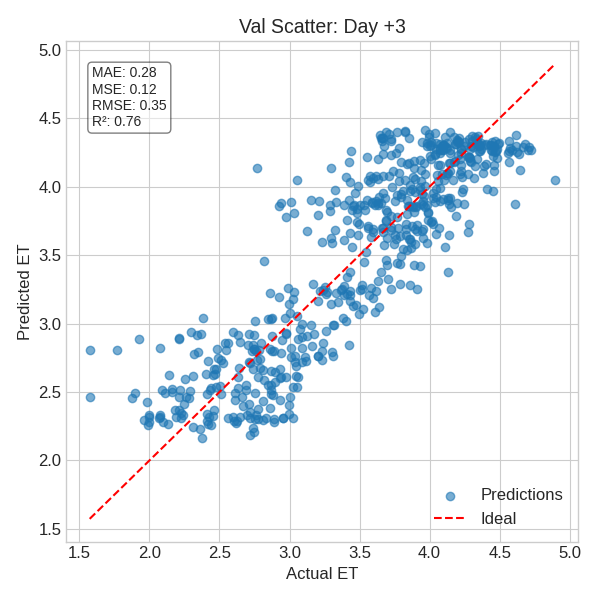 Val Scatter: Day +3
MAE: 0.28
MSE: 0.12
RMSE: 0.35
R²: 0.76
Predicted ET
5.0
4.5
4.0
3.5
3.0
2.5
2.0
1.5
Predictions
Ideal
1.5 2.0 2.5 3.0 3.5 4.0 4.5 5.0
Actual ET